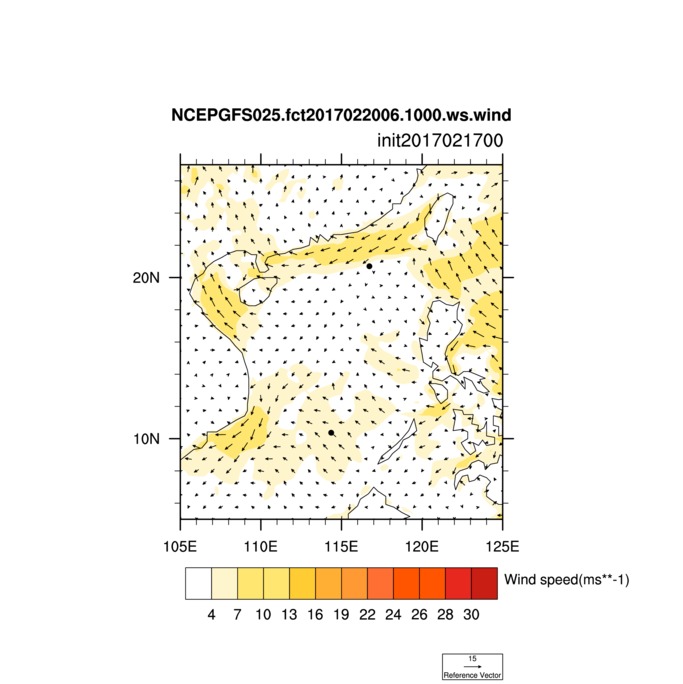 NCEPGFS025.fct2017022006.1000.ws.wind
init2017021700
20N
10N
105E 110E 115E 120E 125E
Wind speed(ms**-1)
4 7 10 13 16 19 22 24 26 28 30
15
Reference Vector